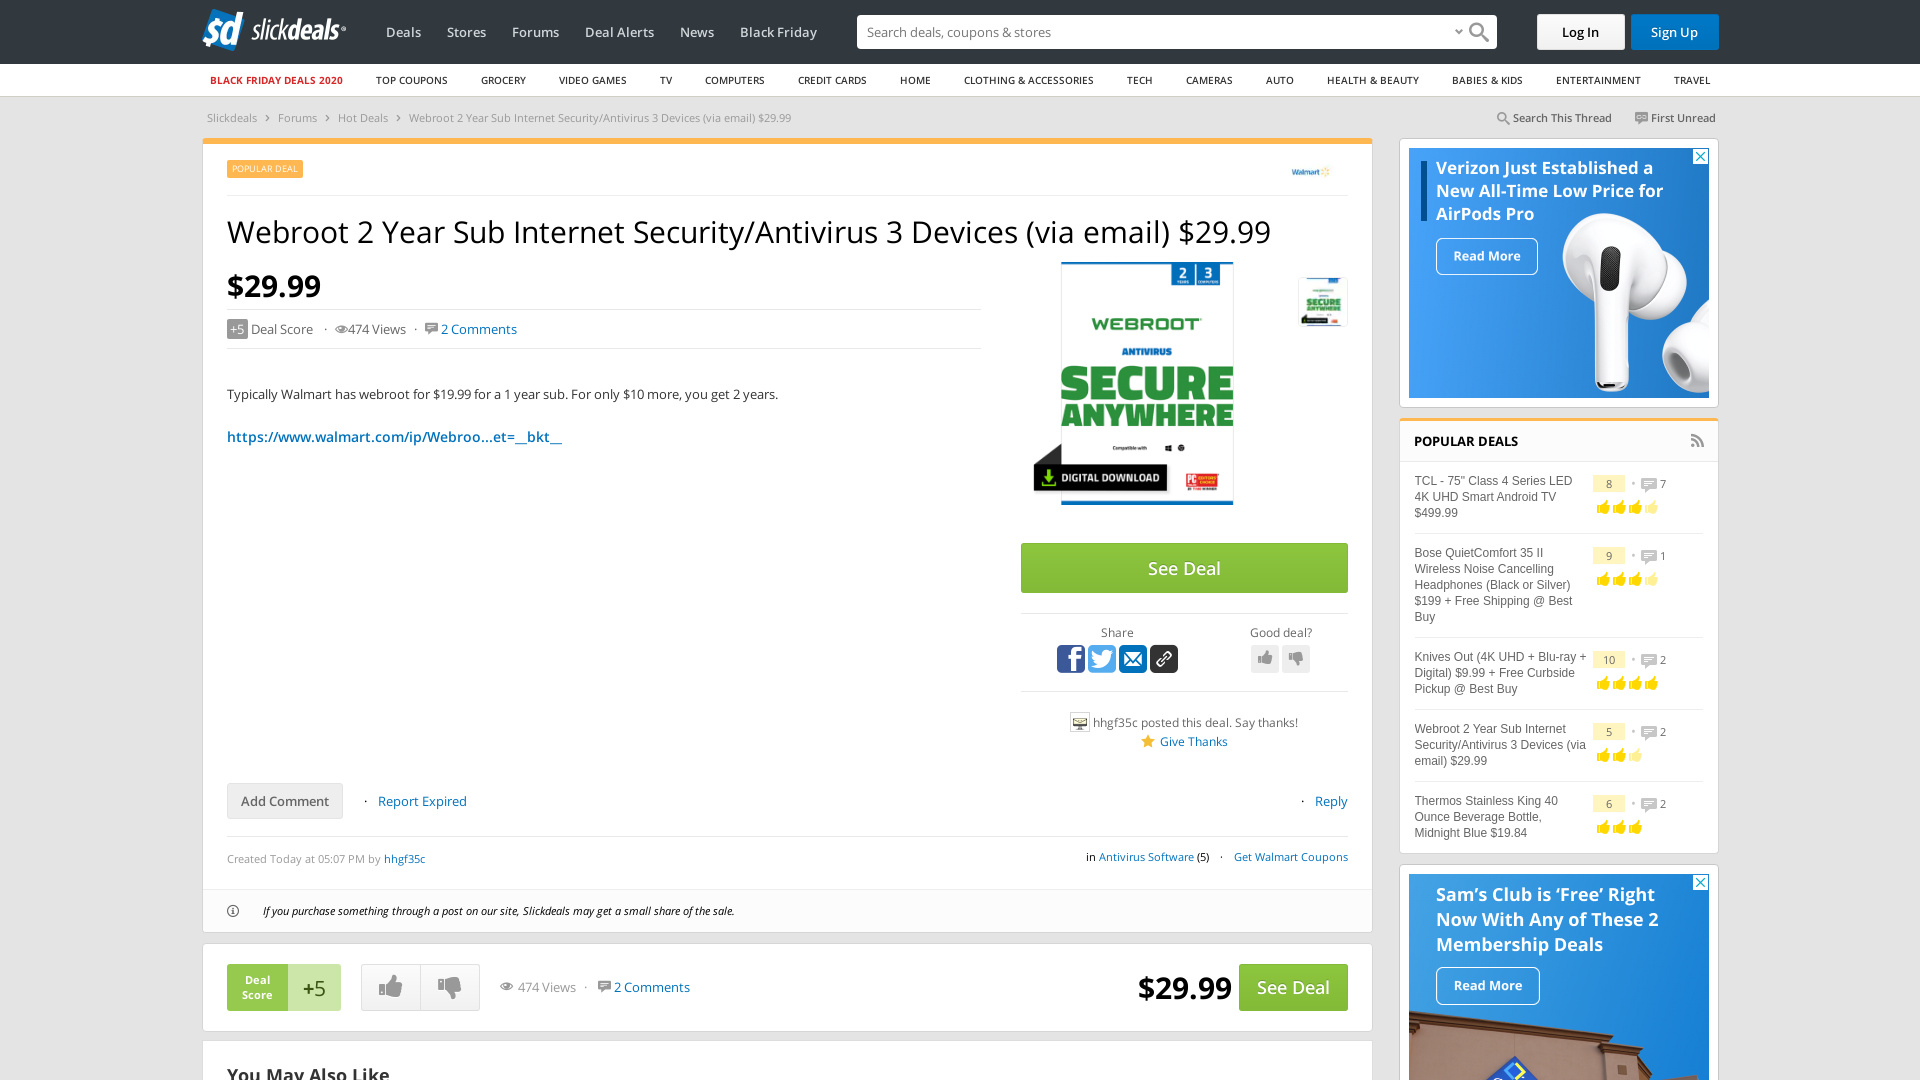 slickdeals
Deals
Stores
Forums
Deal Alerts
News
Black Friday
Search deals, coupons & stores
Log In
Sign Up
BLACK FRIDAY DEALS 2020
TOP COUPONS
GROCERY
VIDEO GAMES
TV
COMPUTERS
CREDIT CARDS
HOME
CLOTHING & ACCESSORIES
TECH
CAMERAS
AUTO
HEALTH & BEAUTY
BABIES & KIDS
ENTERTAINMENT
TRAVEL
Slickdeals › Forums › Hot Deals › Webroot 2 Year Sub Internet Security/Antivirus 3 Devices (via email) $29.99
Search This Thread
First Unread
POPULAR DEAL
Walmart
Webroot 2 Year Sub Internet Security/Antivirus 3 Devices (via email) $29.99
$29.99
+5 Deal Score · 474 Views · 2 Comments
Typically Walmart has webroot for $19.99 for a 1 year sub. For only $10 more, you get 2 years.
https://www.walmart.com/ip/Webroo...et=__bkt__
2 3
WEBROOT
ANTIVIRUS
SECURE
ANYWHERE
Compatible with
DIGITAL DOWNLOAD
See Deal
Share
Good deal?
hhgf35c posted this deal. Say thanks!
Give Thanks
Add Comment
· Report Expired
· Reply
Created Today at 05:07 PM by hhgf35c
in Antivirus Software (5) · Get Walmart Coupons
If you purchase something through a post on our site, Slickdeals may get a small share of the sale.
Deal
Score
+5
474 Views · 2 Comments
$29.99
See Deal
You May Also Like
Verizon Just Established a
New All-Time Low Price for
AirPods Pro
Read More
POPULAR DEALS
TCL - 75" Class 4 Series LED
4K UHD Smart Android TV
$499.99
8 • 7
Bose QuietComfort 35 II
Wireless Noise Cancelling
Headphones (Black or Silver)
$199 + Free Shipping @ Best
Buy
9 • 1
Knives Out (4K UHD + Blu-ray +
Digital) $9.99 + Free Curbside
Pickup @ Best Buy
10 • 2
Webroot 2 Year Sub Internet
Security/Antivirus 3 Devices (via
email) $29.99
5 • 2
Thermos Stainless King 40
Ounce Beverage Bottle,
Midnight Blue $19.84
6 • 2
Sam's Club is 'Free' Right
Now With Any of These 2
Membership Deals
Read More